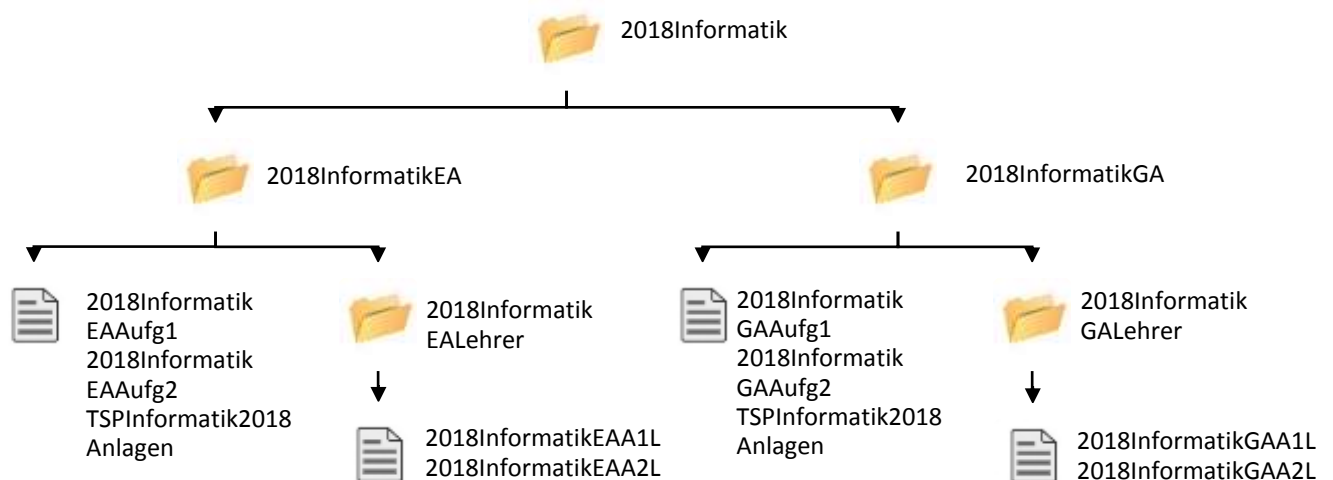 2018Informatik
2018InformatikEA
2018InformatikGA
2018Informatik
EAAufg1
2018Informatik
EAAufg2
TSPInformatik2018
Anlagen
2018Informatik
EALehrer
2018InformatikEAA1L
2018InformatikEAA2L
2018Informatik
GAAufg1
2018Informatik
GAAufg2
TSPInformatik2018
Anlagen
2018Informatik
GALehrer
2018InformatikGAA1L
2018InformatikGAA2L